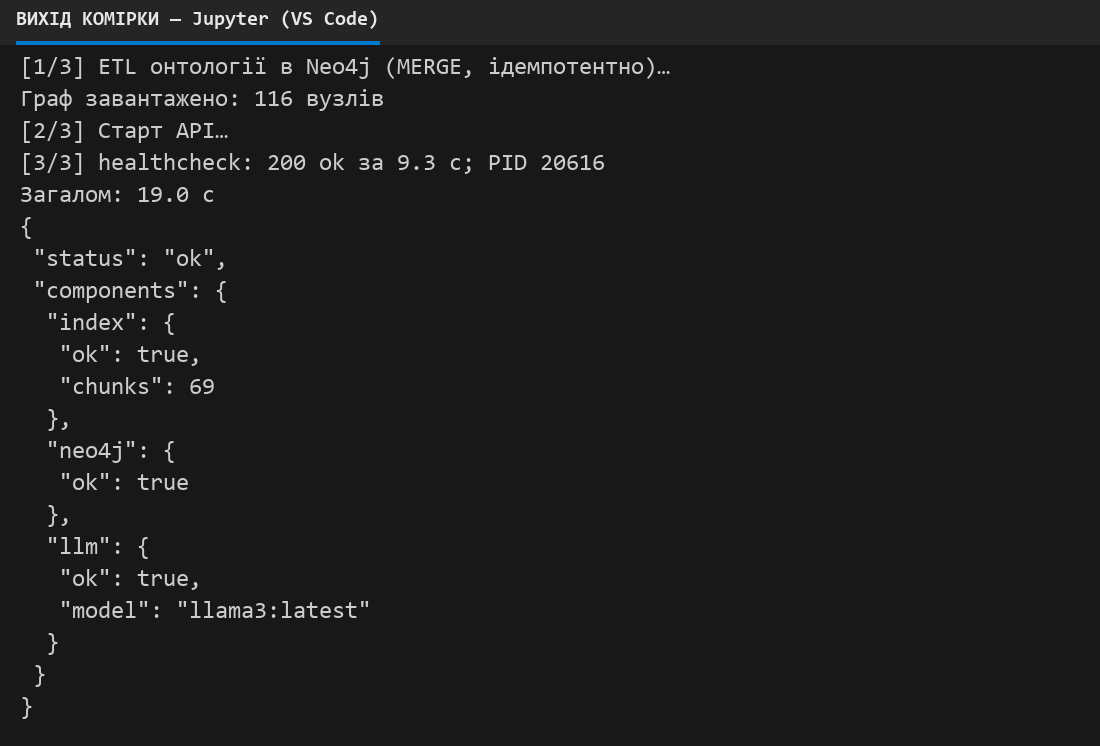 ВИХІД КОМІРКИ — Jupyter (VS Code)
[1/3] ETL онтології в Neo4j (MERGE, ідемпотентно)…
Граф завантажено: 116 вузлів
[2/3] Старт API…
[3/3] healthcheck: 200 ok за 9.3 с; PID 20616
Загалом: 19.0 с
{
 "status": "ok",
 "components": {
  "index": {
   "ok": true,
   "chunks": 69
  },
  "neo4j": {
   "ok": true
  },
  "llm": {
   "ok": true,
   "model": "llama3:latest"
  }
 }
}